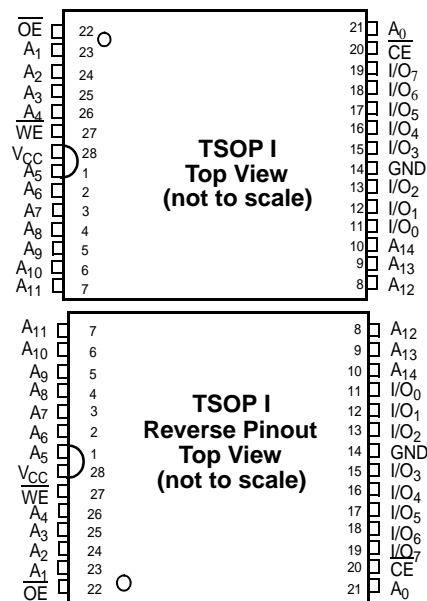 OE 22 21 A0
A1 23 20 CE
A2 24 19 I/O7
A3 25 18 I/O6
A4 26 17 I/O5
WE 27 16 I/O4
VCC 28 15 I/O3
A5 1 14 GND
A6 2 13 I/O2
A7 3 12 I/O1
A8 4 11 I/O0
A9 5 10 A14
A10 6 9 A13
A11 7 8 A12
TSOP I
Top View
(not to scale)
A11 7 8 A12
A10 6 9 A13
A9 5 10 A14
A8 4 11 I/O0
A7 3 12 I/O1
A6 2 13 I/O2
A5 1 14 GND
VCC 28 15 I/O3
WE 27 16 I/O4
A4 26 17 I/O5
A3 25 18 I/O6
A2 24 19 I/O7
A1 23 20 CE
OE 22 21 A0
TSOP I
Reverse Pinout
Top View
(not to scale)